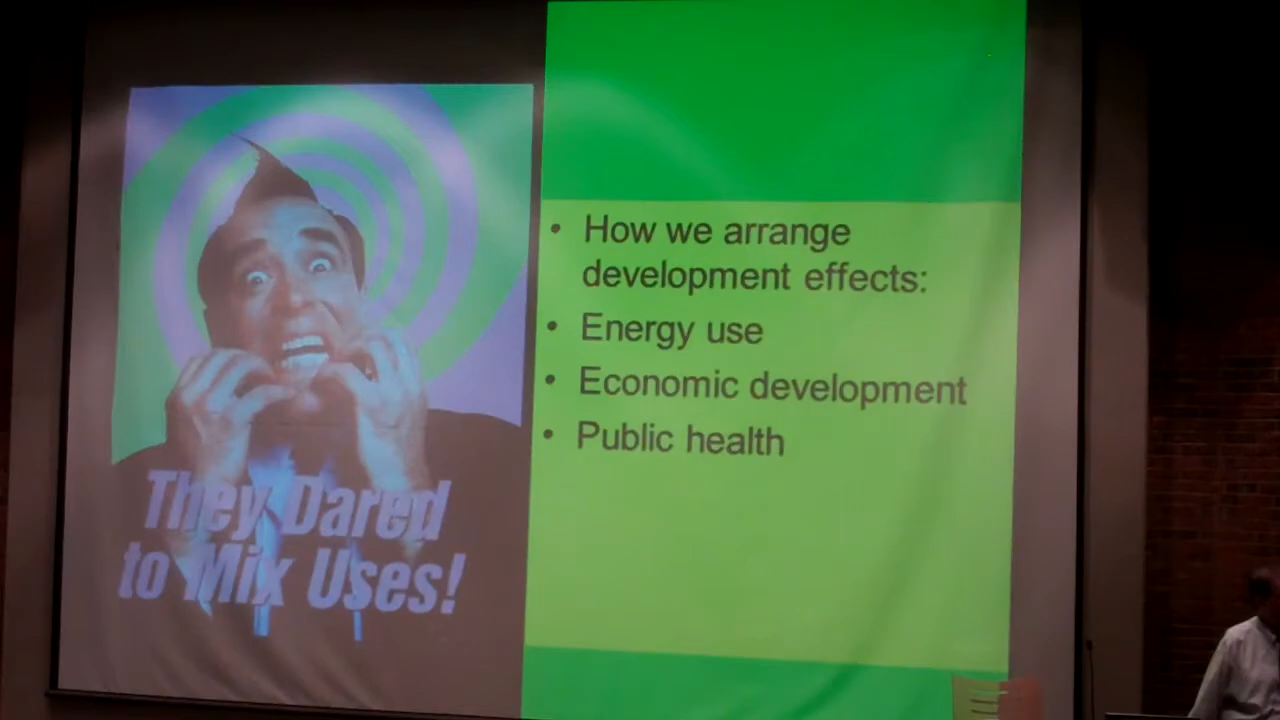 They Dared
to Mix Uses!
• How we arrange
development effects:
• Energy use
• Economic development
• Public health